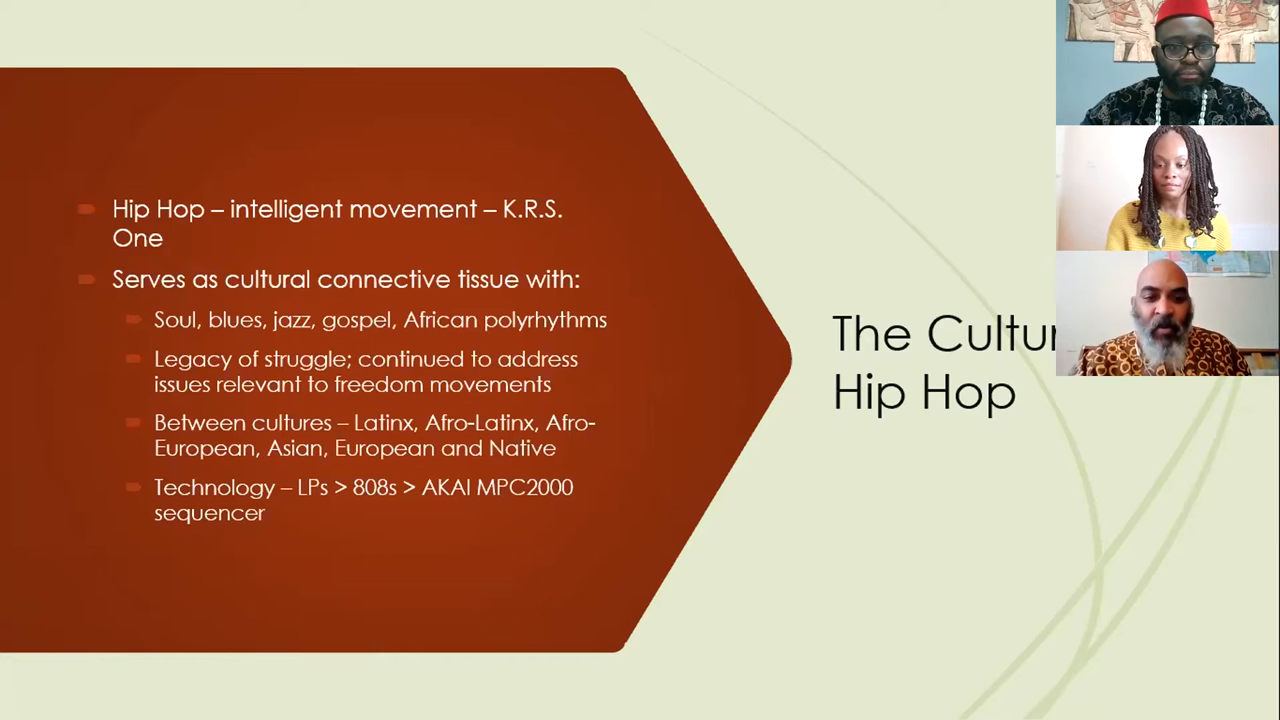 Hip Hop – intelligent movement – K.R.S.
One
Serves as cultural connective tissue with:
Soul, blues, jazz, gospel, African polyrhythms
Legacy of struggle; continued to address
issues relevant to freedom movements
Between cultures – Latinx, Afro-Latinx, Afro-
European, Asian, European and Native
Technology – LPs > 808s > AKAI MPC2000
sequencer
The Cultur
Hip Hop